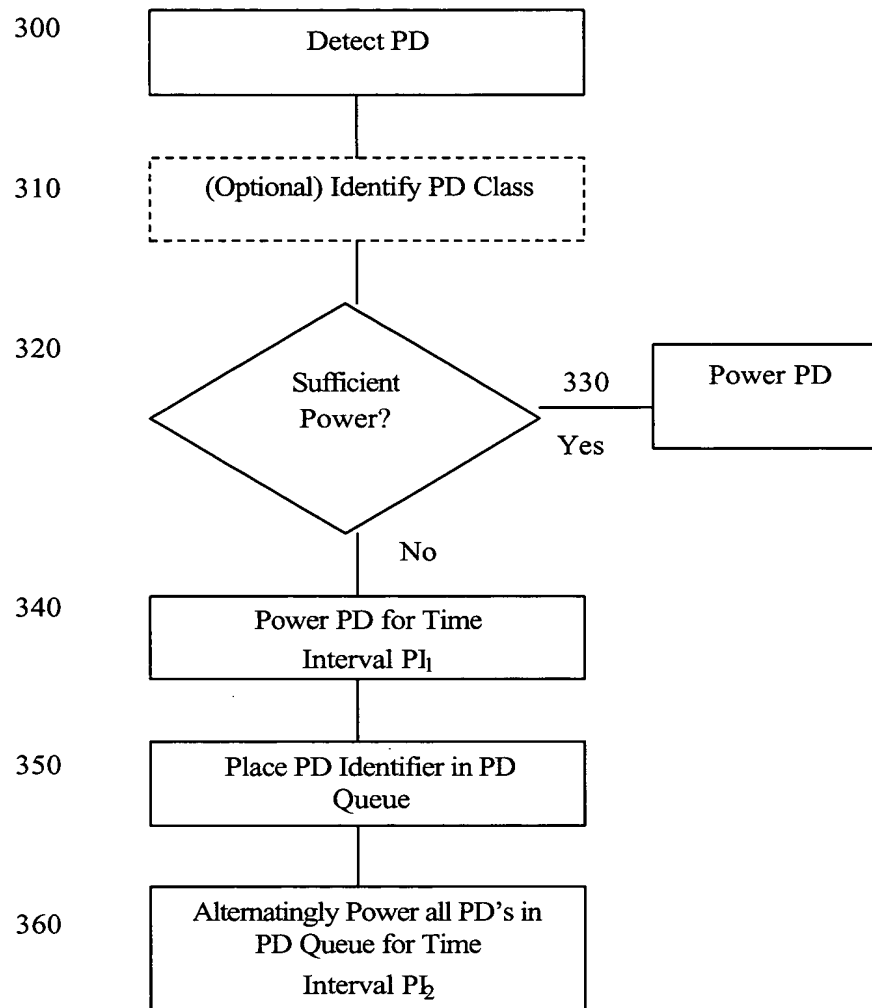 300
Detect PD
310
(Optional) Identify PD Class
320
Sufficient
Power?
330
Yes
Power PD
No
340
Power PD for Time
Interval PI₁
350
Place PD Identifier in PD
Queue
360
Alternatingly Power all PD's in
PD Queue for Time
Interval PI₂